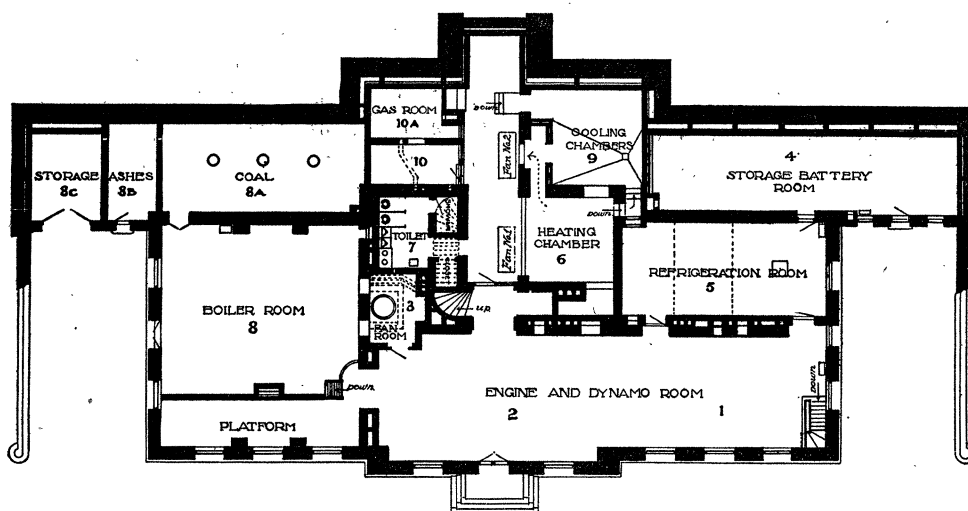 GAS ROOM
10A
DOWN
COOLING
CHAMBERS
9
Fan No.2
10
4
STORAGE BATTERY
ROOM
STORAGE
8C
ASHES
8B
COAL
8A
DOWN
TOILET
7
HEATING
CHAMBER
6
Fan No.1
REFRIGERATION ROOM
5
BOILER ROOM
8
3
FAN
ROOM
UP
DOWN
ENGINE AND DYNAMO ROOM
2
1
DOWN
PLATFORM